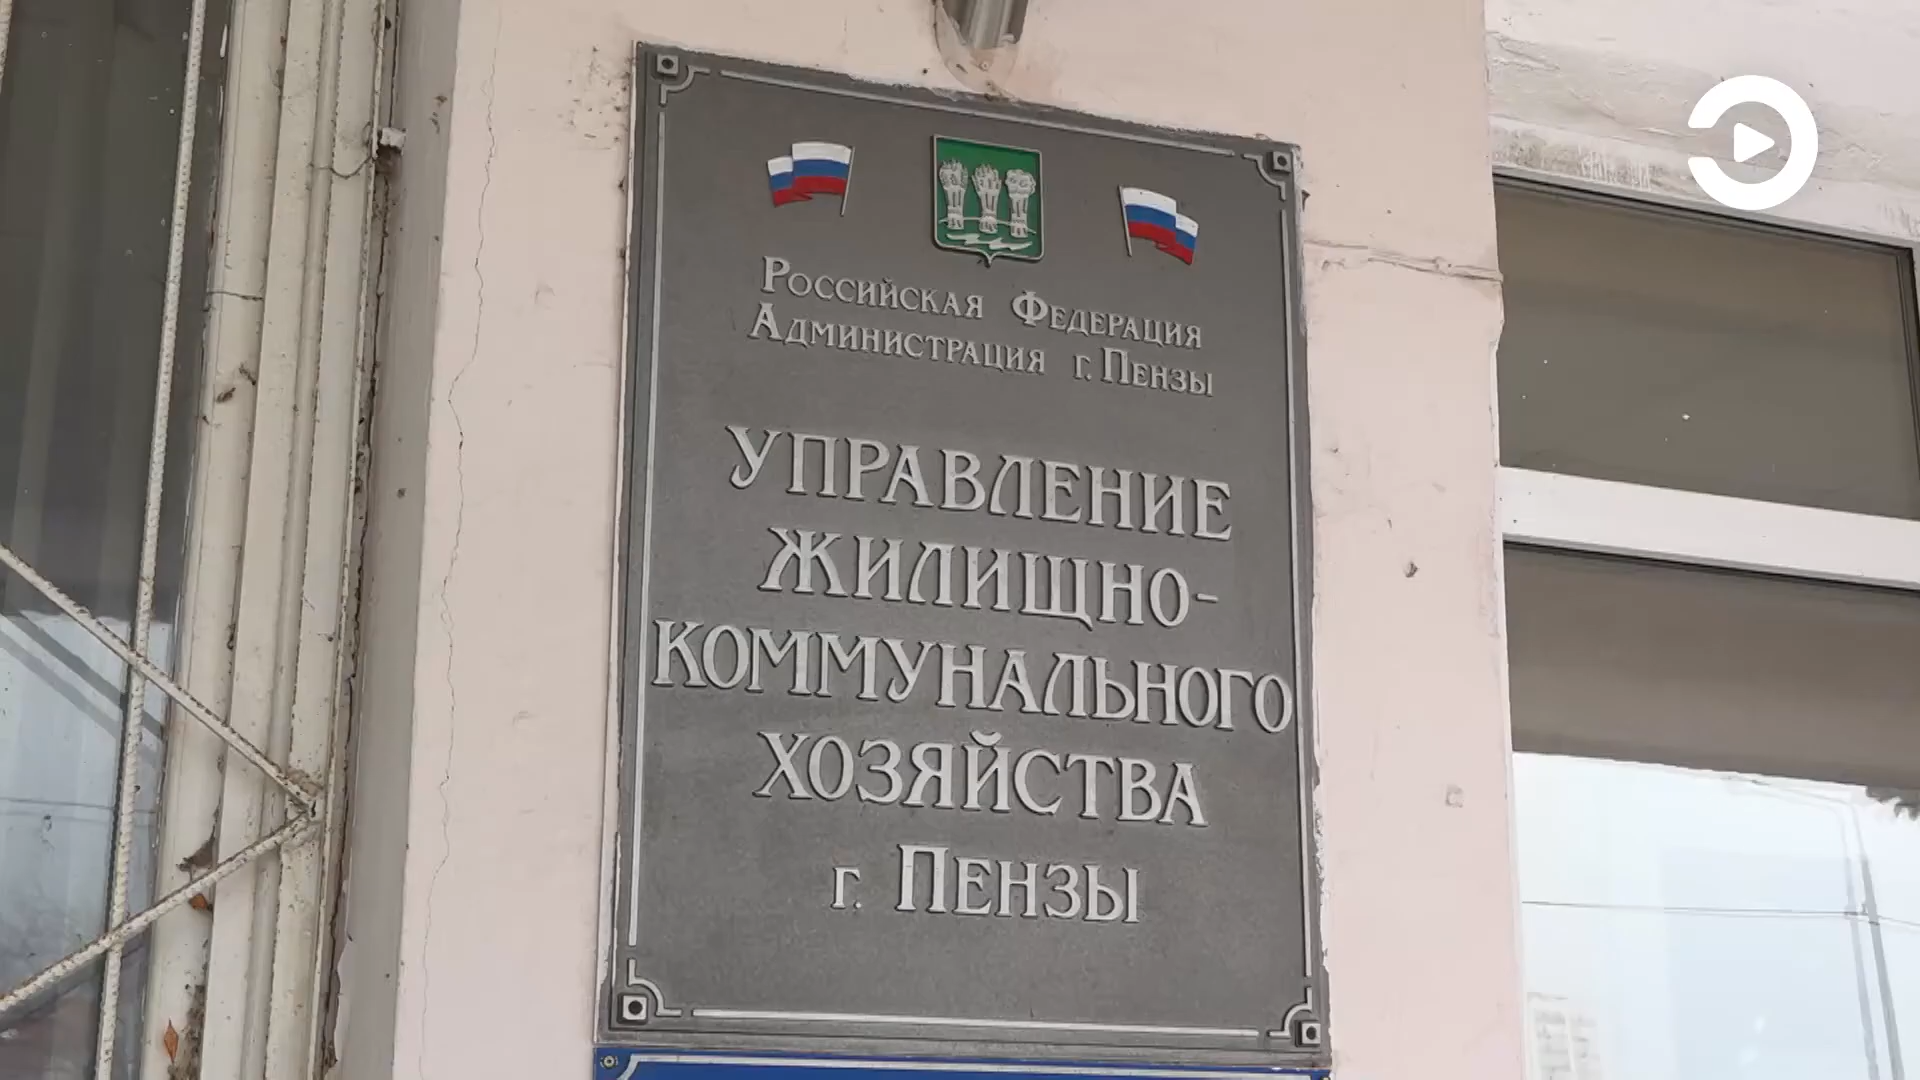 Российская Федерация
Администрация г. Пензы
УПРАВЛЕНИЕ
ЖИЛИЩНО-
КОММУНАЛЬНОГО
ХОЗЯЙСТВА
г. Пензы